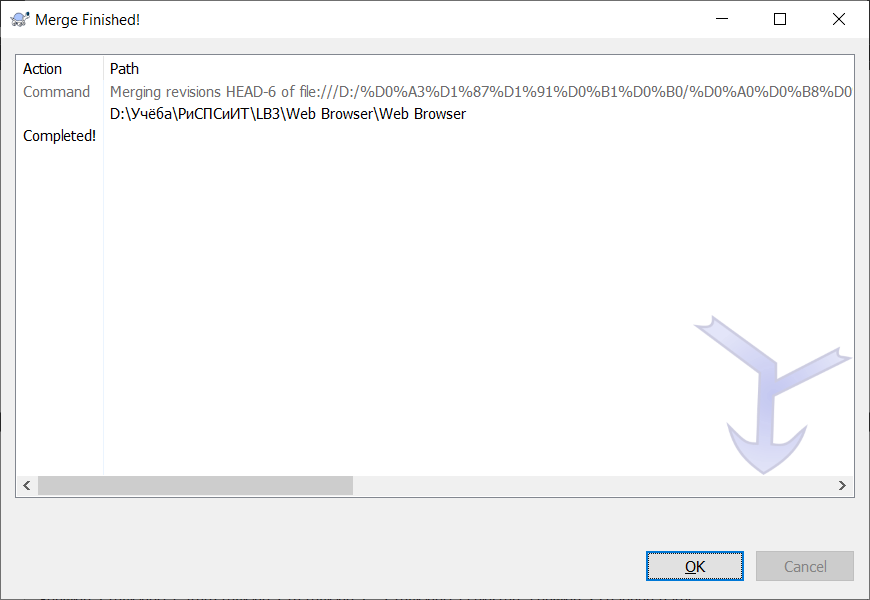 Merge Finished!
Action Path
Command Merging revisions HEAD-6 of file:///D:/%D0%A3%D1%87%D1%91%D0%B1%D0%B0/%D0%A0%D0%B8%D0
D:\Учёба\РиСПСиИТ\LB3\Web Browser\Web Browser
Completed!
OK Cancel